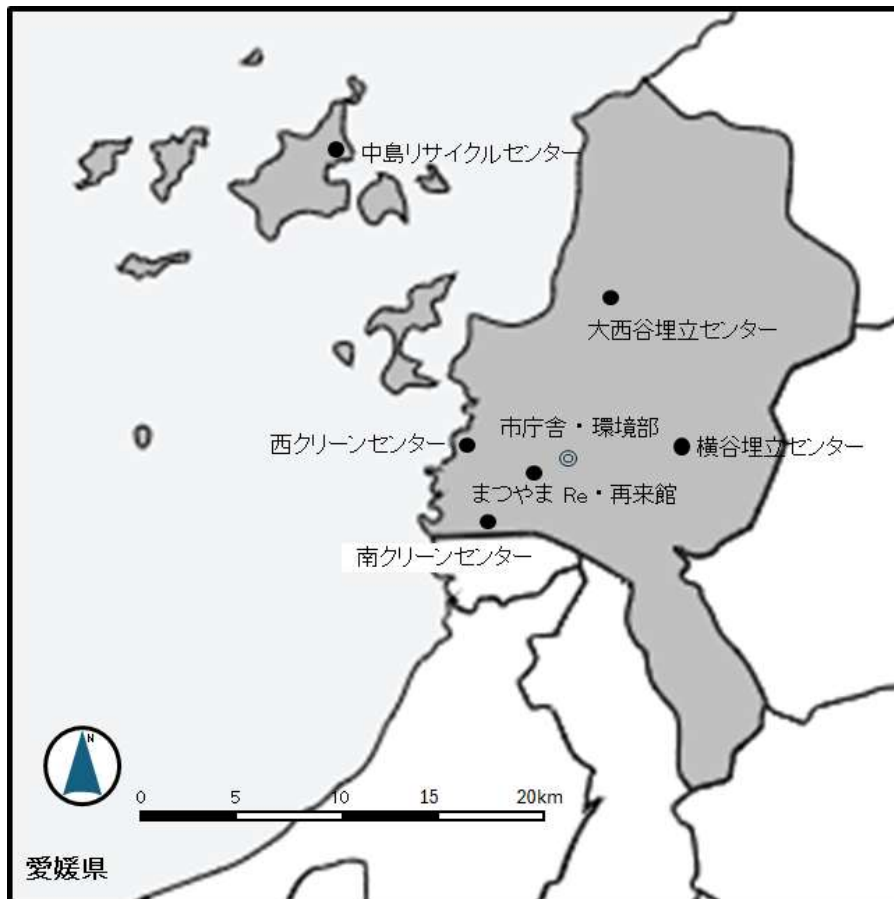 中島リサイクルセンター
大西谷埋立センター
市庁舎・環境部
西クリーンセンター
横谷埋立センター
まつやま Re・再来館
南クリーンセンター
N
0 5 10 15 20km
愛媛県